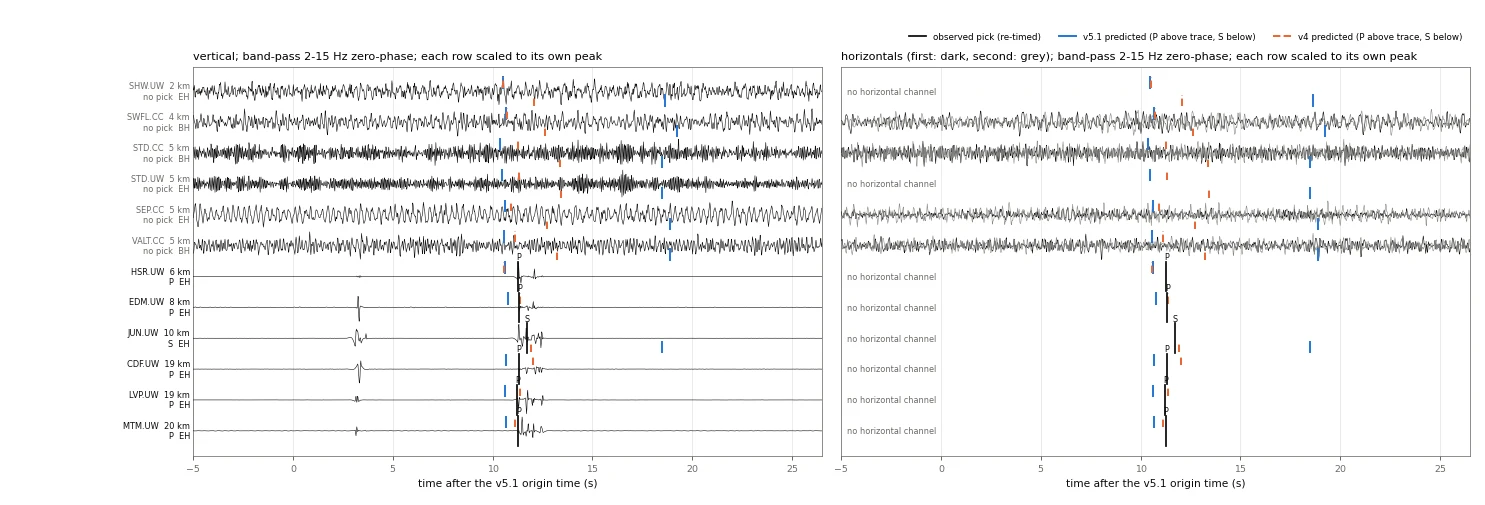 observed pick (re-timed)   v5.1 predicted (P above trace, S below)   v4 predicted (P above trace, S below)
vertical; band-pass 2-15 Hz zero-phase; each row scaled to its own peak
SHW.UW 2 km
no pick EH
SWFL.CC 4 km
no pick BH
STD.CC 5 km
no pick BH
STD.UW 5 km
no pick EH
SEP.CC 5 km
no pick EH
VALT.CC 5 km
no pick BH
P
HSR.UW 6 km
P EH
P
EDM.UW 8 km
P EH
S
JUN.UW 10 km
S EH
P
CDF.UW 19 km
P EH
P
LVP.UW 19 km
P EH
P
MTM.UW 20 km
P EH
−5 0 5 10 15 20 25
time after the v5.1 origin time (s)
horizontals (first: dark, second: grey); band-pass 2-15 Hz zero-phase; each row scaled to its own peak
no horizontal channel
no horizontal channel
P
no horizontal channel
P
no horizontal channel
S
no horizontal channel
P
no horizontal channel
P
no horizontal channel
P
no horizontal channel
−5 0 5 10 15 20 25
time after the v5.1 origin time (s)